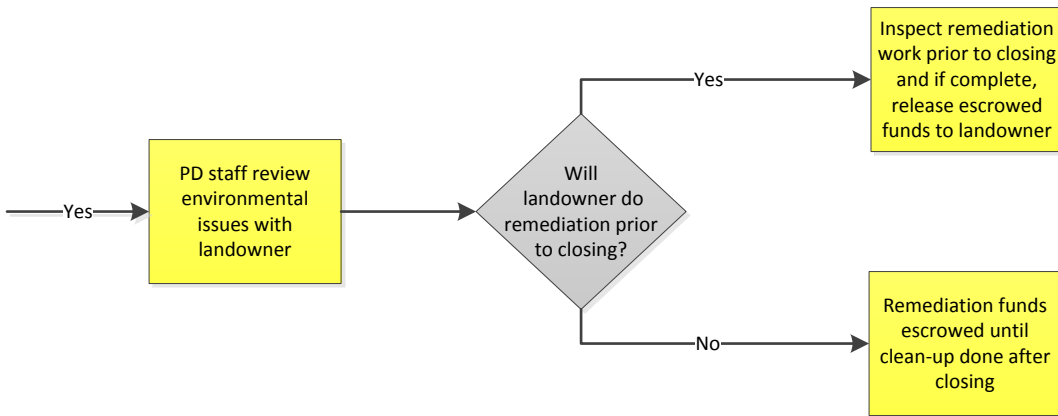 Yes
PD staff review
environmental
issues with
landowner
Will
landowner do
remediation prior
to closing?
Yes
Inspect remediation
work prior to closing
and if complete,
release escrowed
funds to landowner
No
Remediation funds
escrowed until
clean-up done after
closing